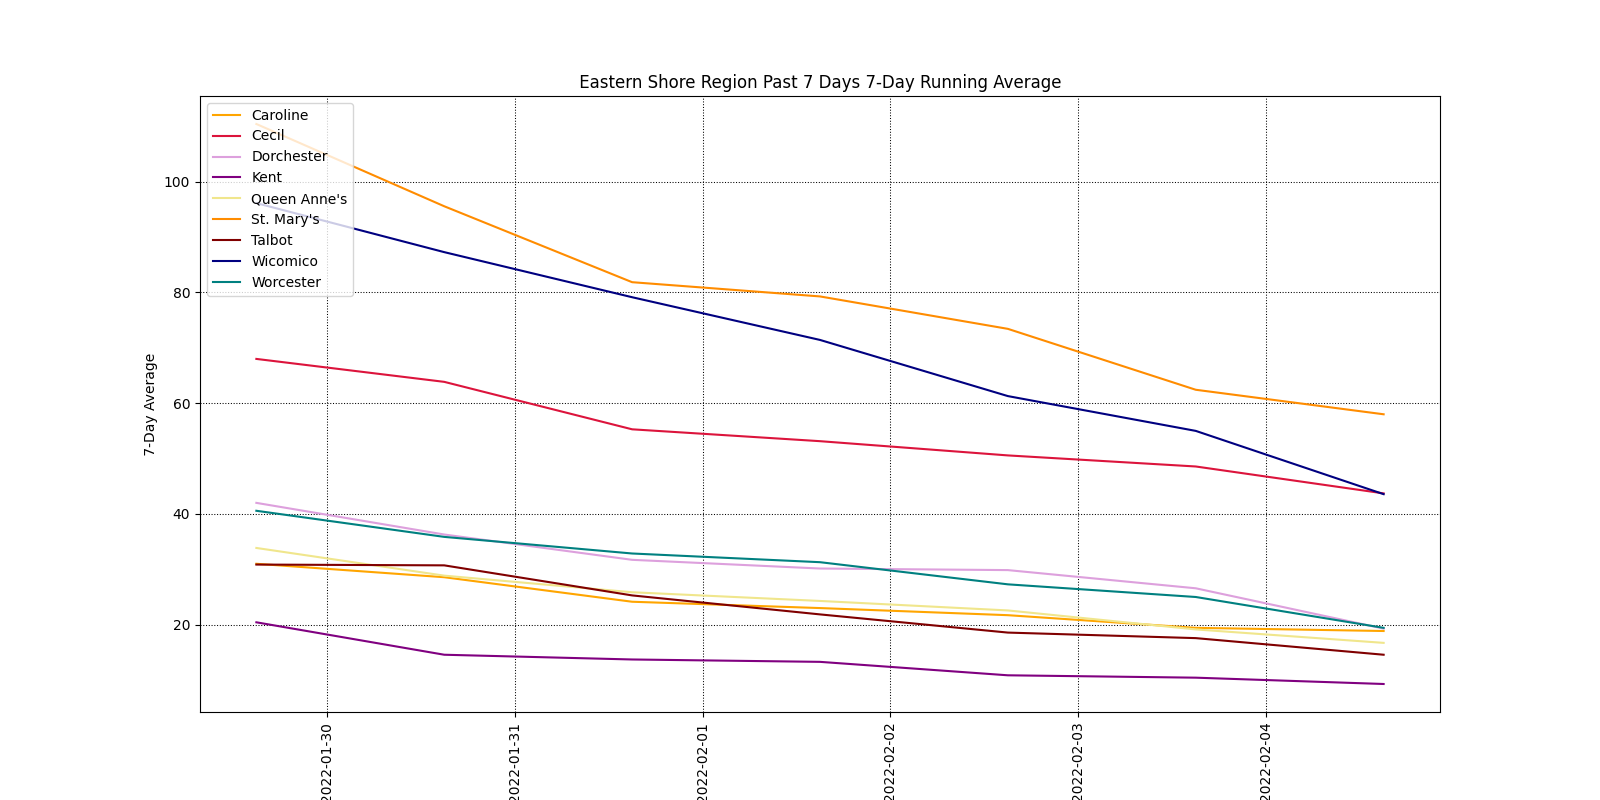 Eastern Shore Region Past 7 Days 7-Day Running Average
Caroline
Cecil
Dorchester
Kent
Queen Anne's
St. Mary's
Talbot
Wicomico
Worcester
100
80
60
40
20
7-Day Average
2022-01-30
2022-01-31
2022-02-01
2022-02-02
2022-02-03
2022-02-04